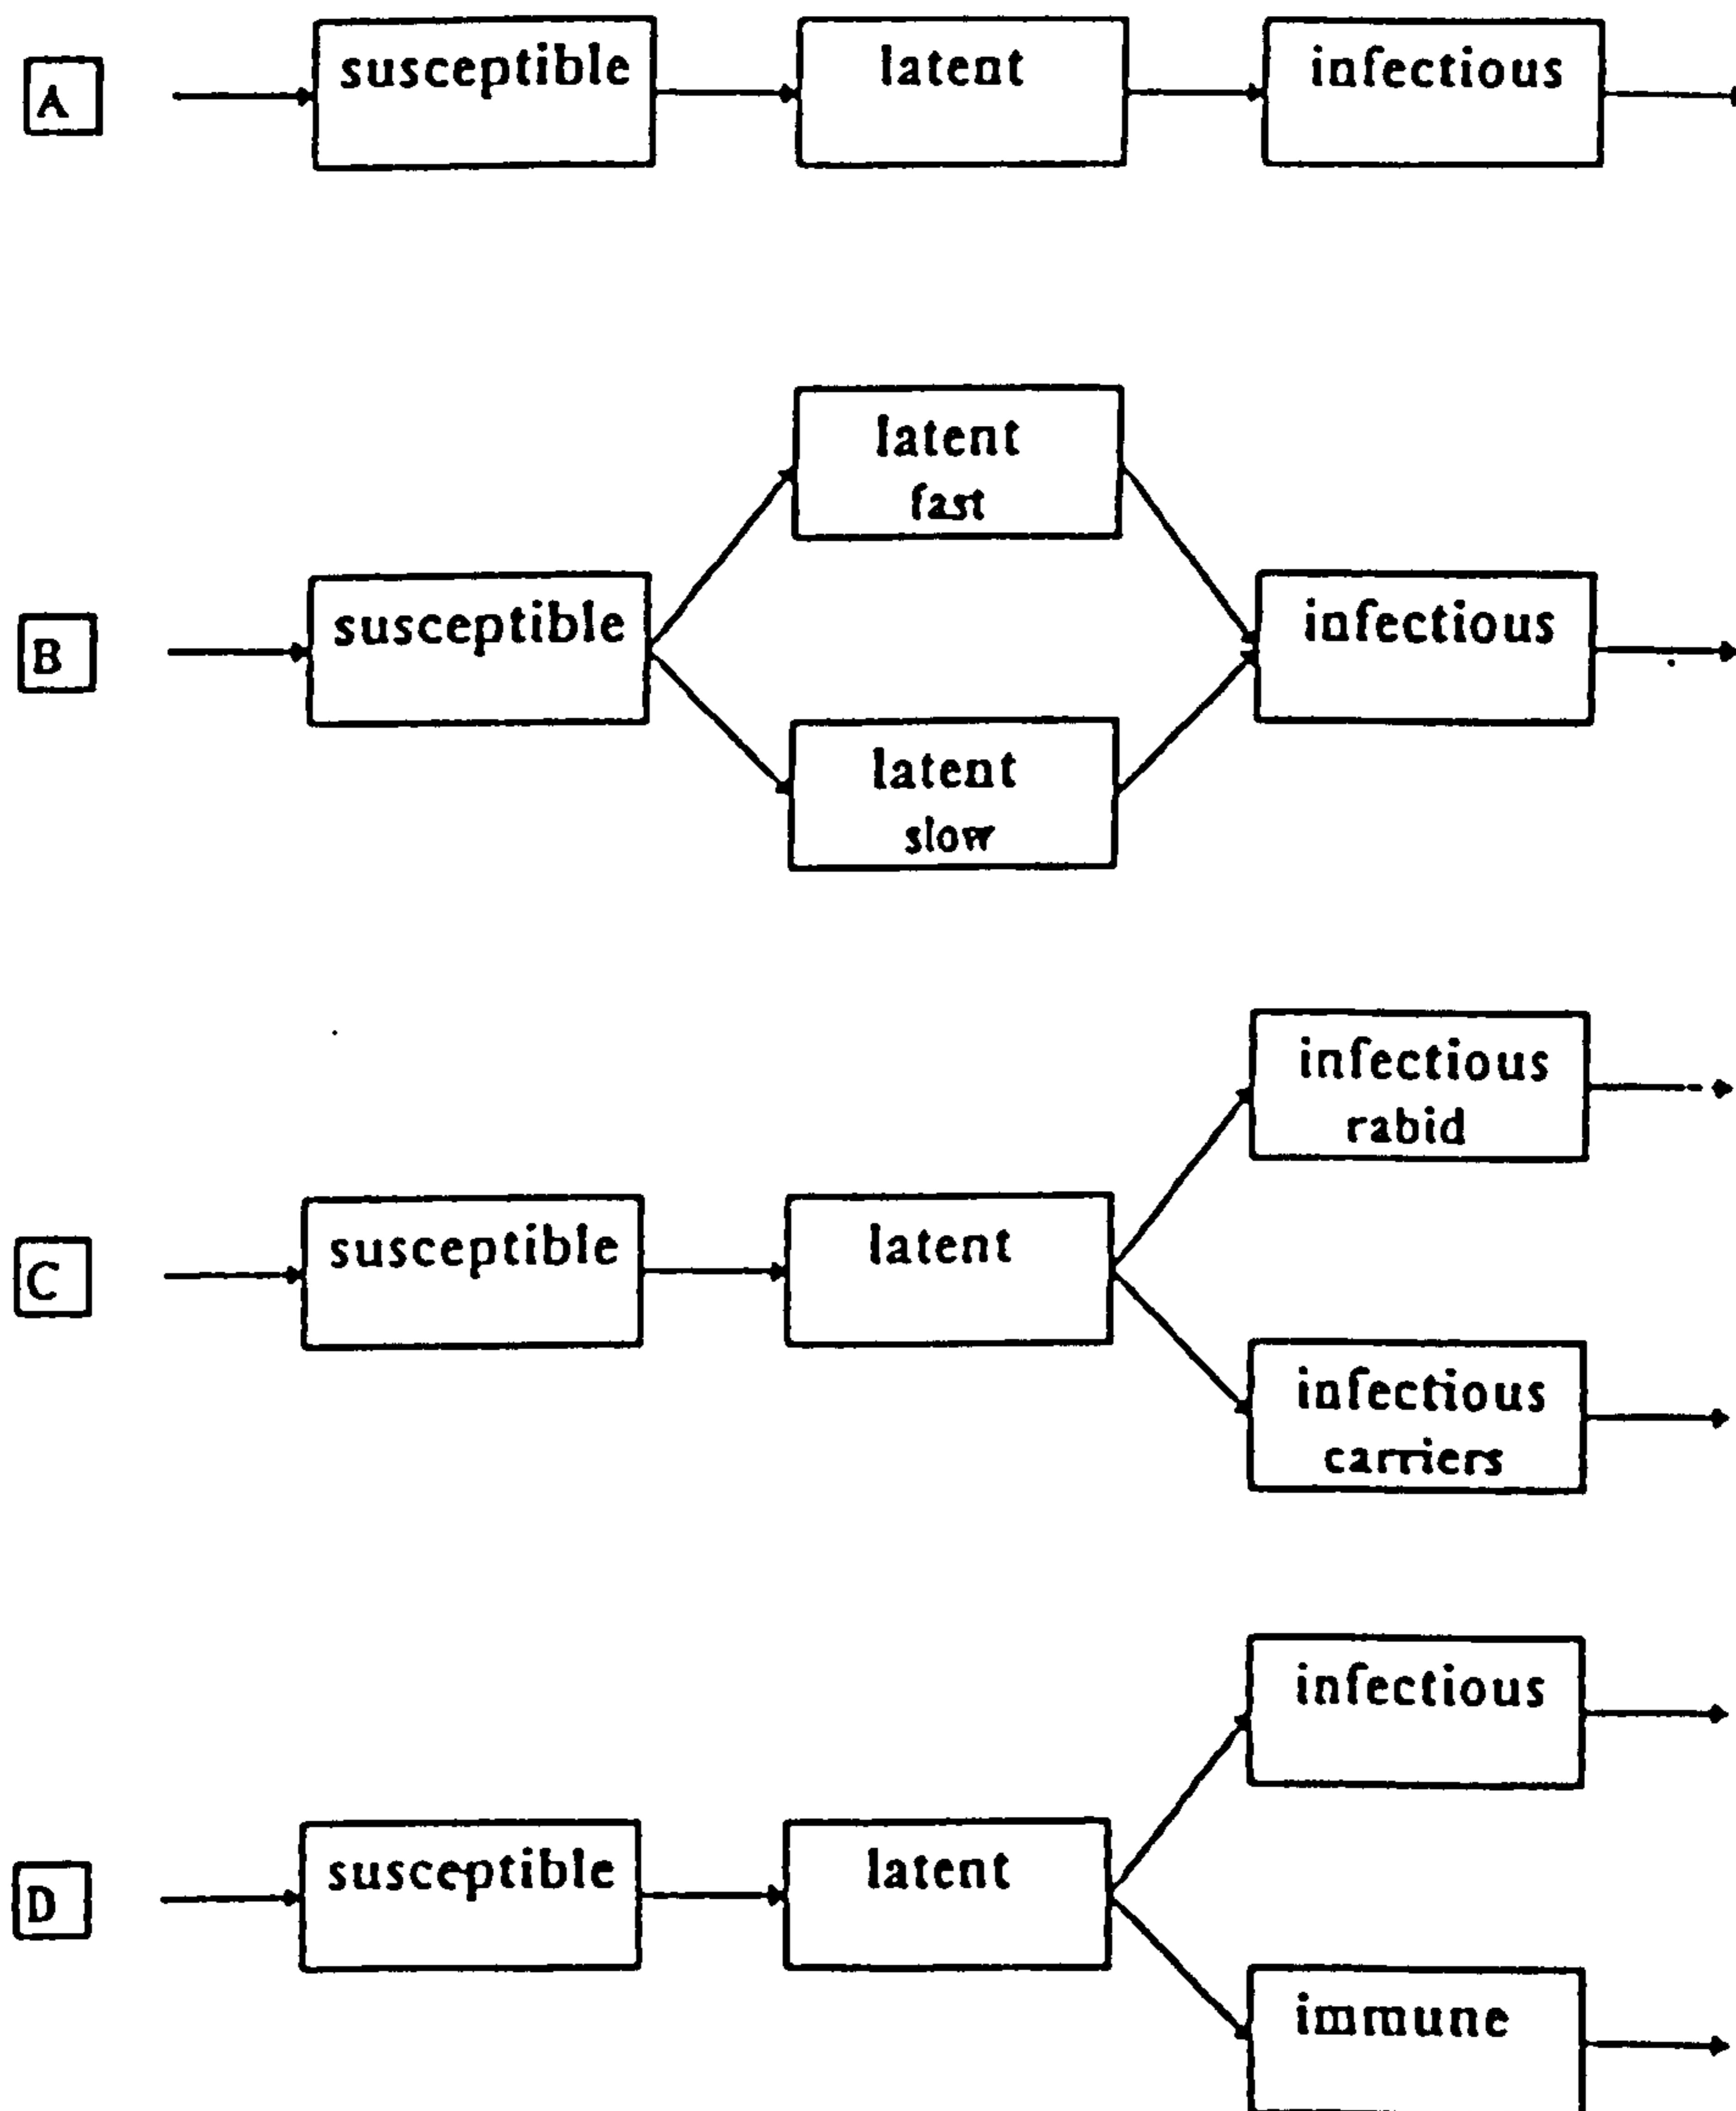 A
susceptible
latent
infectious
B
susceptible
latent
fast
latent
slow
infectious
C
susceptible
latent
infectious
rabid
infectious
carriers
D
susceptible
latent
infectious
immune